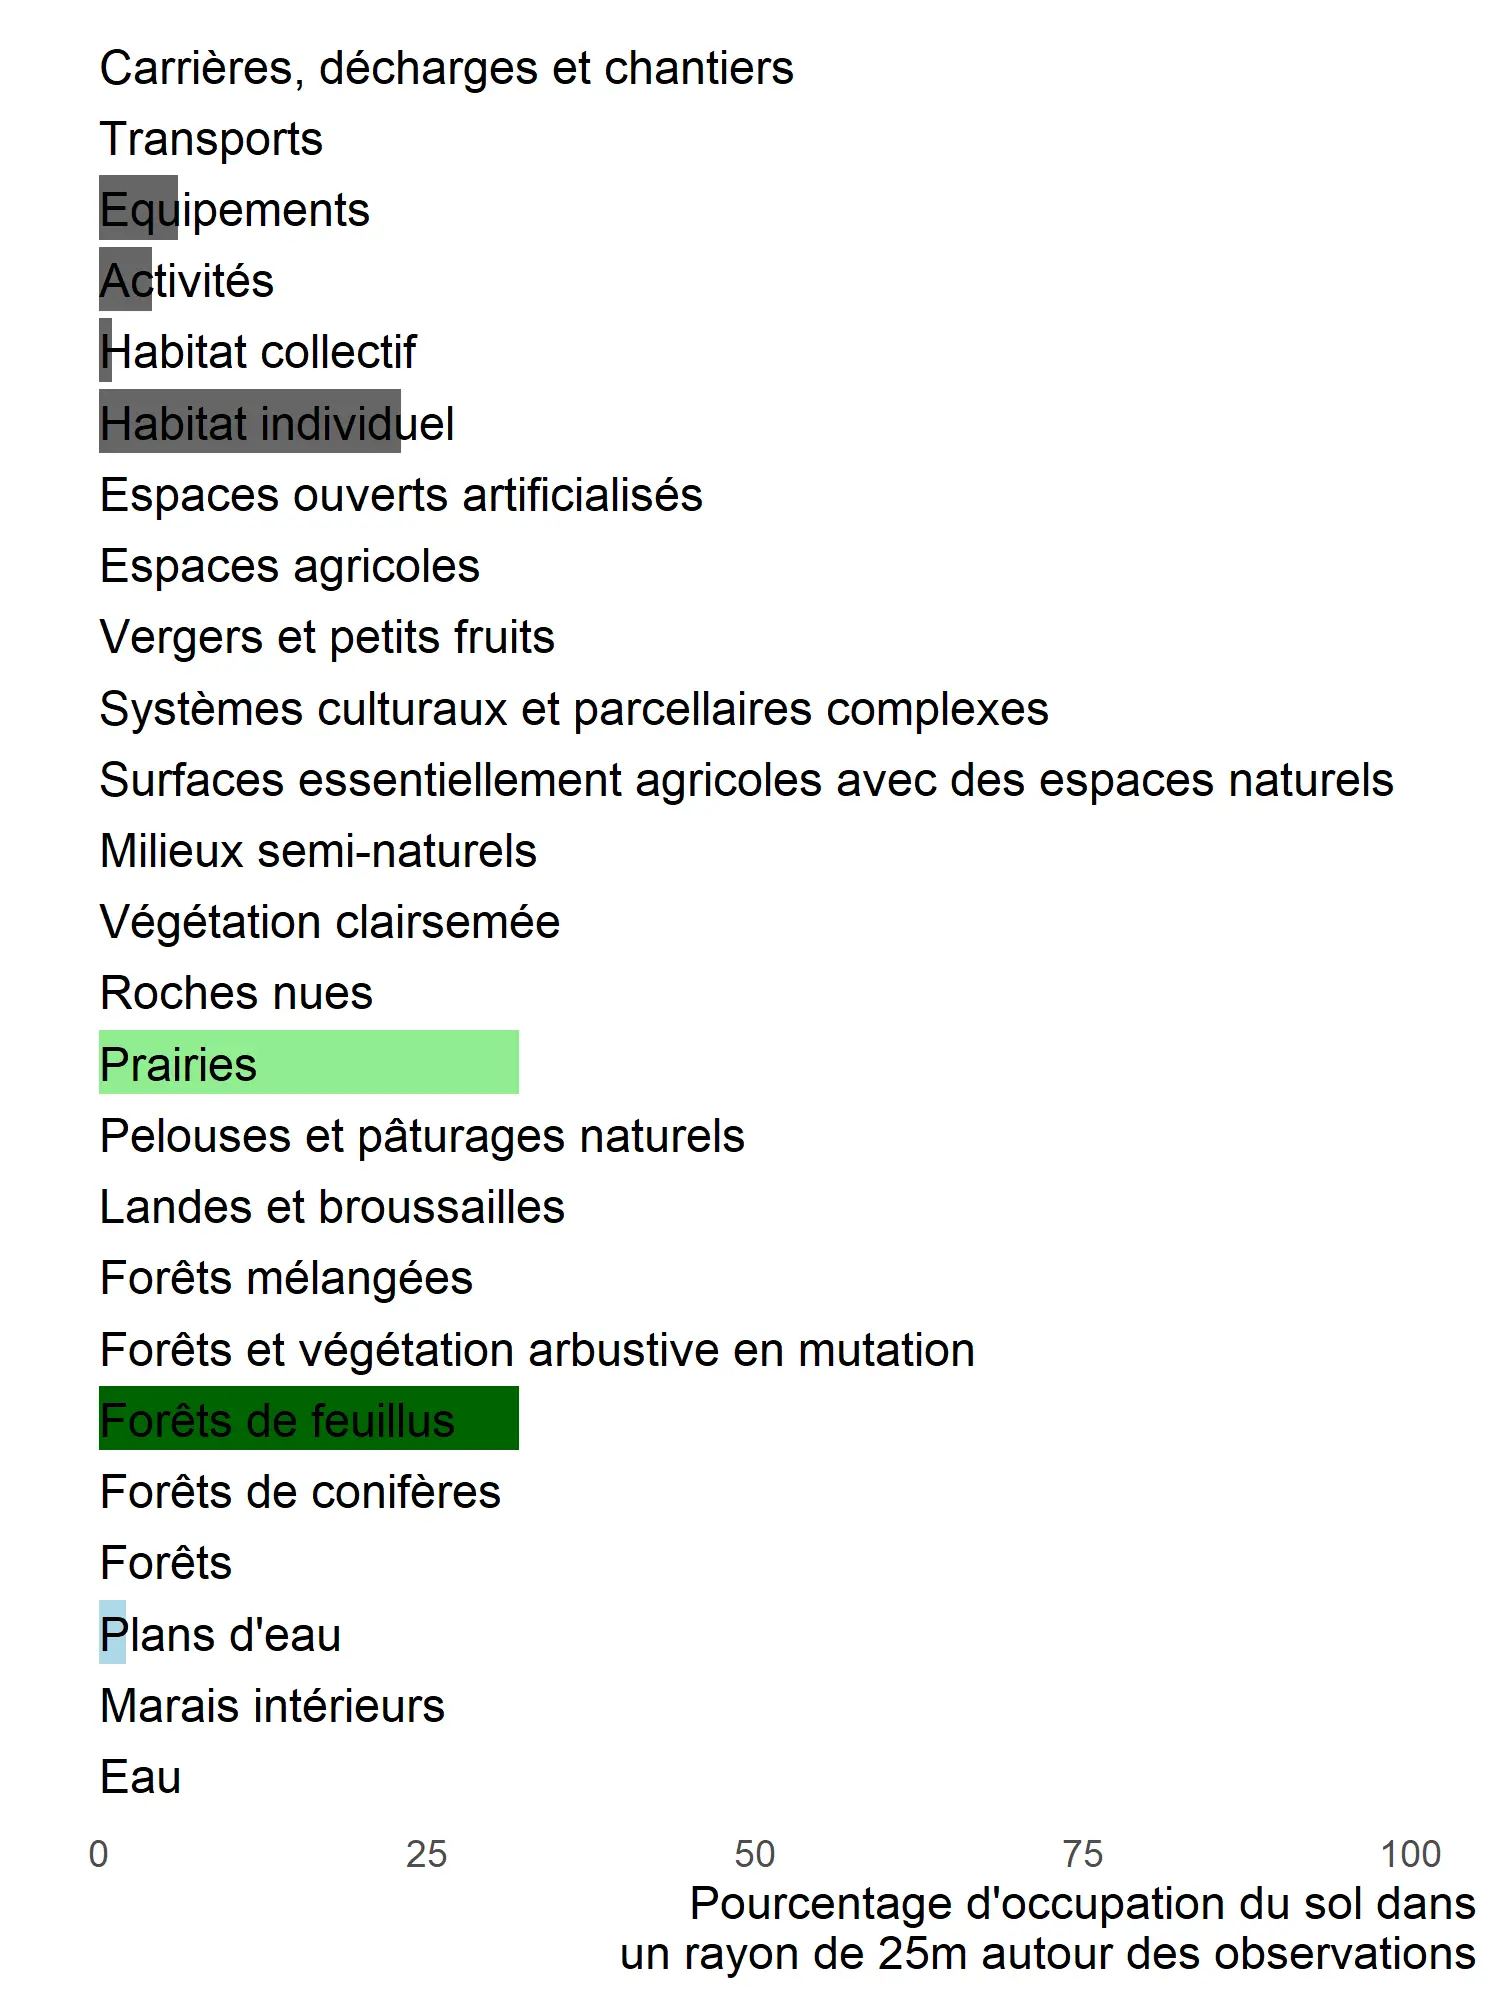 Carrières, décharges et chantiers
Transports
Equipements
Activités
Habitat collectif
Habitat individuel
Espaces ouverts artificialisés
Espaces agricoles
Vergers et petits fruits
Systèmes culturaux et parcellaires complexes
Surfaces essentiellement agricoles avec des espaces naturels
Milieux semi-naturels
Végétation clairsemée
Roches nues
Prairies
Pelouses et pâturages naturels
Landes et broussailles
Forêts mélangées
Forêts et végétation arbustive en mutation
Forêts de feuillus
Forêts de conifères
Forêts
Plans d'eau
Marais intérieurs
Eau
0 25 50 75 100
Pourcentage d'occupation du sol dans
un rayon de 25m autour des observations